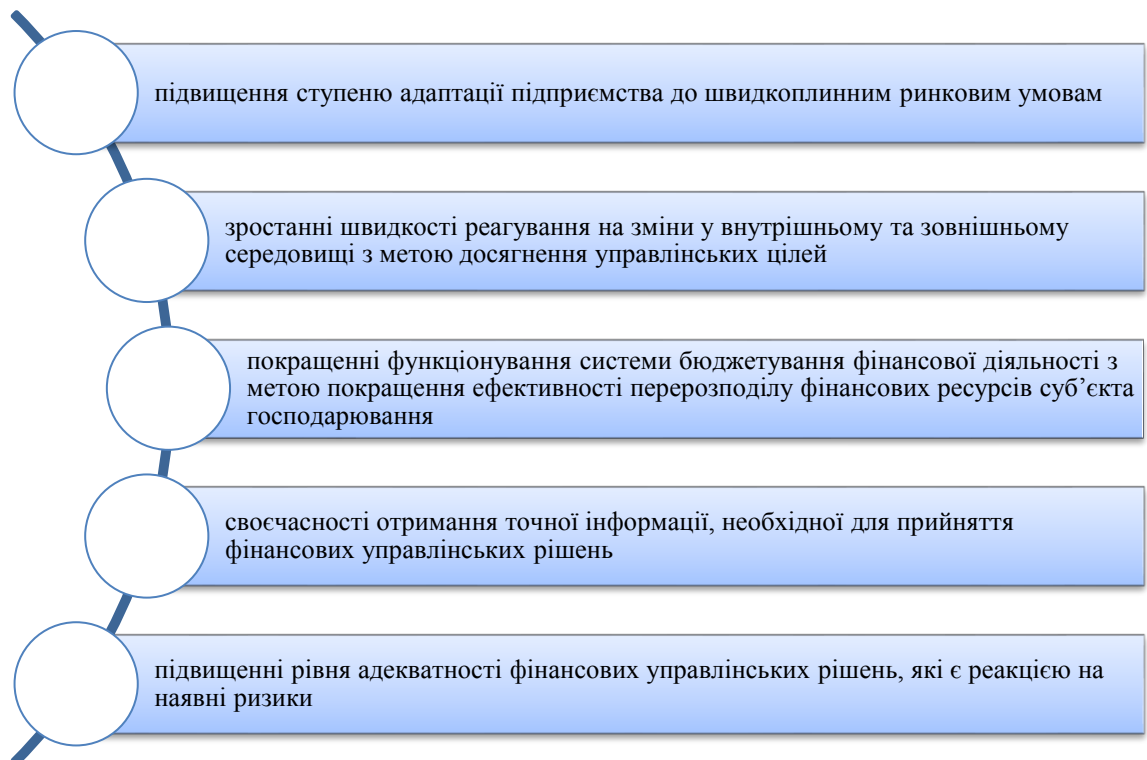 підвищення ступеню адаптації підприємства до швидкоплинним ринковим умовам
зростанні швидкості реагування на зміни у внутрішньому та зовнішньому
середовищі з метою досягнення управлінських цілей
покращенні функціонування системи бюджетування фінансової діяльності з
метою покращення ефективності перерозподілу фінансових ресурсів суб’єкта
господарювання
своєчасності отримання точної інформації, необхідної для прийняття
фінансових управлінських рішень
підвищенні рівня адекватності фінансових управлінських рішень, які є реакцією на
наявні ризики